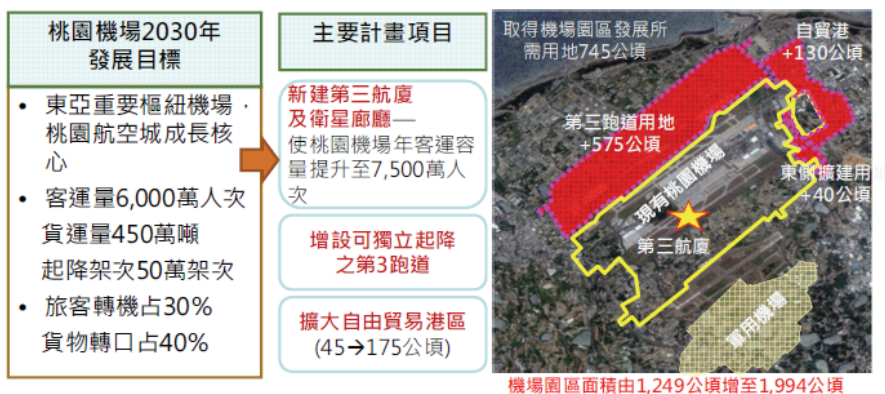 桃園機場2030年
發展目標
• 東亞重要樞紐機場，
桃園航空城成長核
心
• 客運量6,000萬人次
貨運量450萬噸
起降架次50萬架次
• 旅客轉機占30%
貨物轉口占40%
主要計畫項目
新建第三航廈
及衛星廊廳—
使桃園機場年客運容
量提升至7,500萬人
次
增設可獨立起降
之第3跑道
擴大自由貿易港區
(45→175公頃)
取得機場園區發展所
需用地745公頃
自貿港
+130公頃
第三跑道用地
+575公頃
東側擴建用地
+40公頃
現有桃園機場
第三航廈
軍用機場
機場園區面積由1,249公頃增至1,994公頃